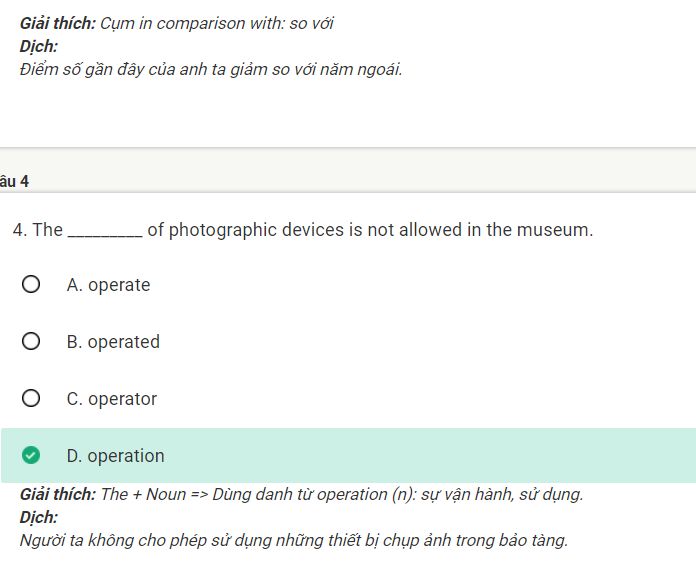 Giải thích: Cụm in comparison with: so với
Dịch:
Điểm số gần đây của anh ta giảm so với năm ngoái.
âu 4
4. The _________ of photographic devices is not allowed in the museum.
A. operate
B. operated
C. operator
D. operation
Giải thích: The + Noun => Dùng danh từ operation (n): sự vận hành, sử dụng.
Dịch:
Người ta không cho phép sử dụng những thiết bị chụp ảnh trong bảo tàng.